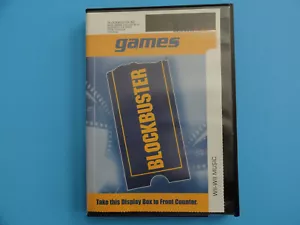 games
BLOCKBUSTER
Take this Display Box to Front Counter.
WII-WII MUSIC